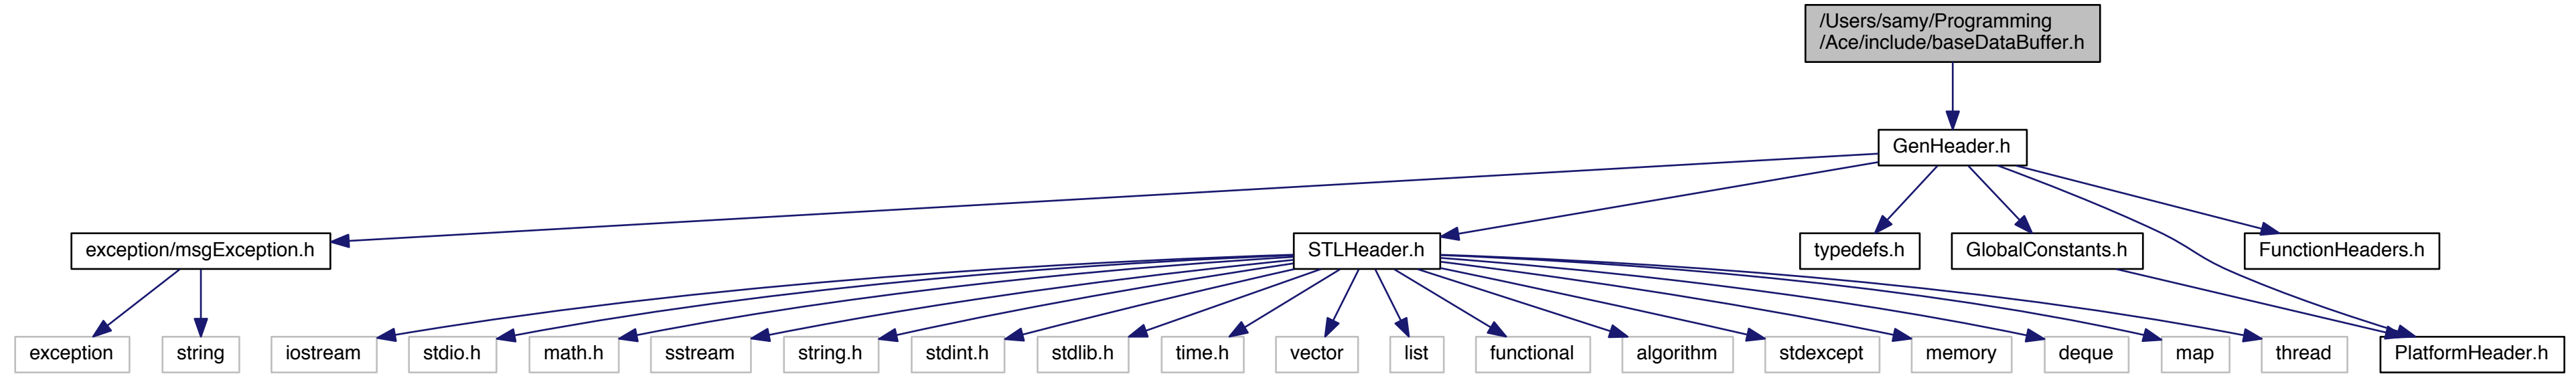 /Users/samy/Programming
/Ace/include/baseDataBuffer.h
GenHeader.h
exception/msgException.h
STLHeader.h
typedefs.h
GlobalConstants.h
FunctionHeaders.h
exception
string
iostream
stdio.h
math.h
sstream
string.h
stdint.h
stdlib.h
time.h
vector
list
functional
algorithm
stdexcept
memory
deque
map
thread
PlatformHeader.h